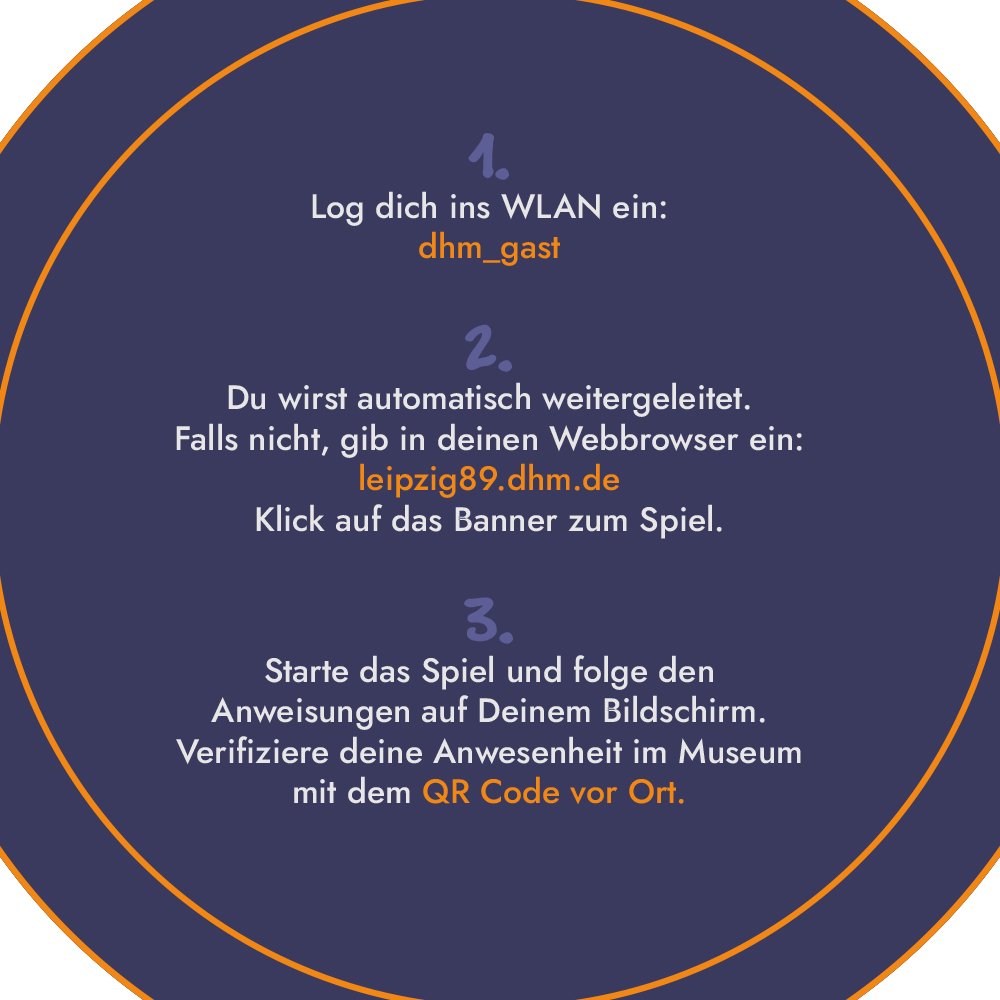 1.
Log dich ins WLAN ein:
dhm_gast
2.
Du wirst automatisch weitergeleitet.
Falls nicht, gib in deinen Webbrowser ein:
leipzig89.dhm.de
Klick auf das Banner zum Spiel.
3.
Starte das Spiel und folge den
Anweisungen auf Deinem Bildschirm.
Verifiziere deine Anwesenheit im Museum
mit dem QR Code vor Ort.